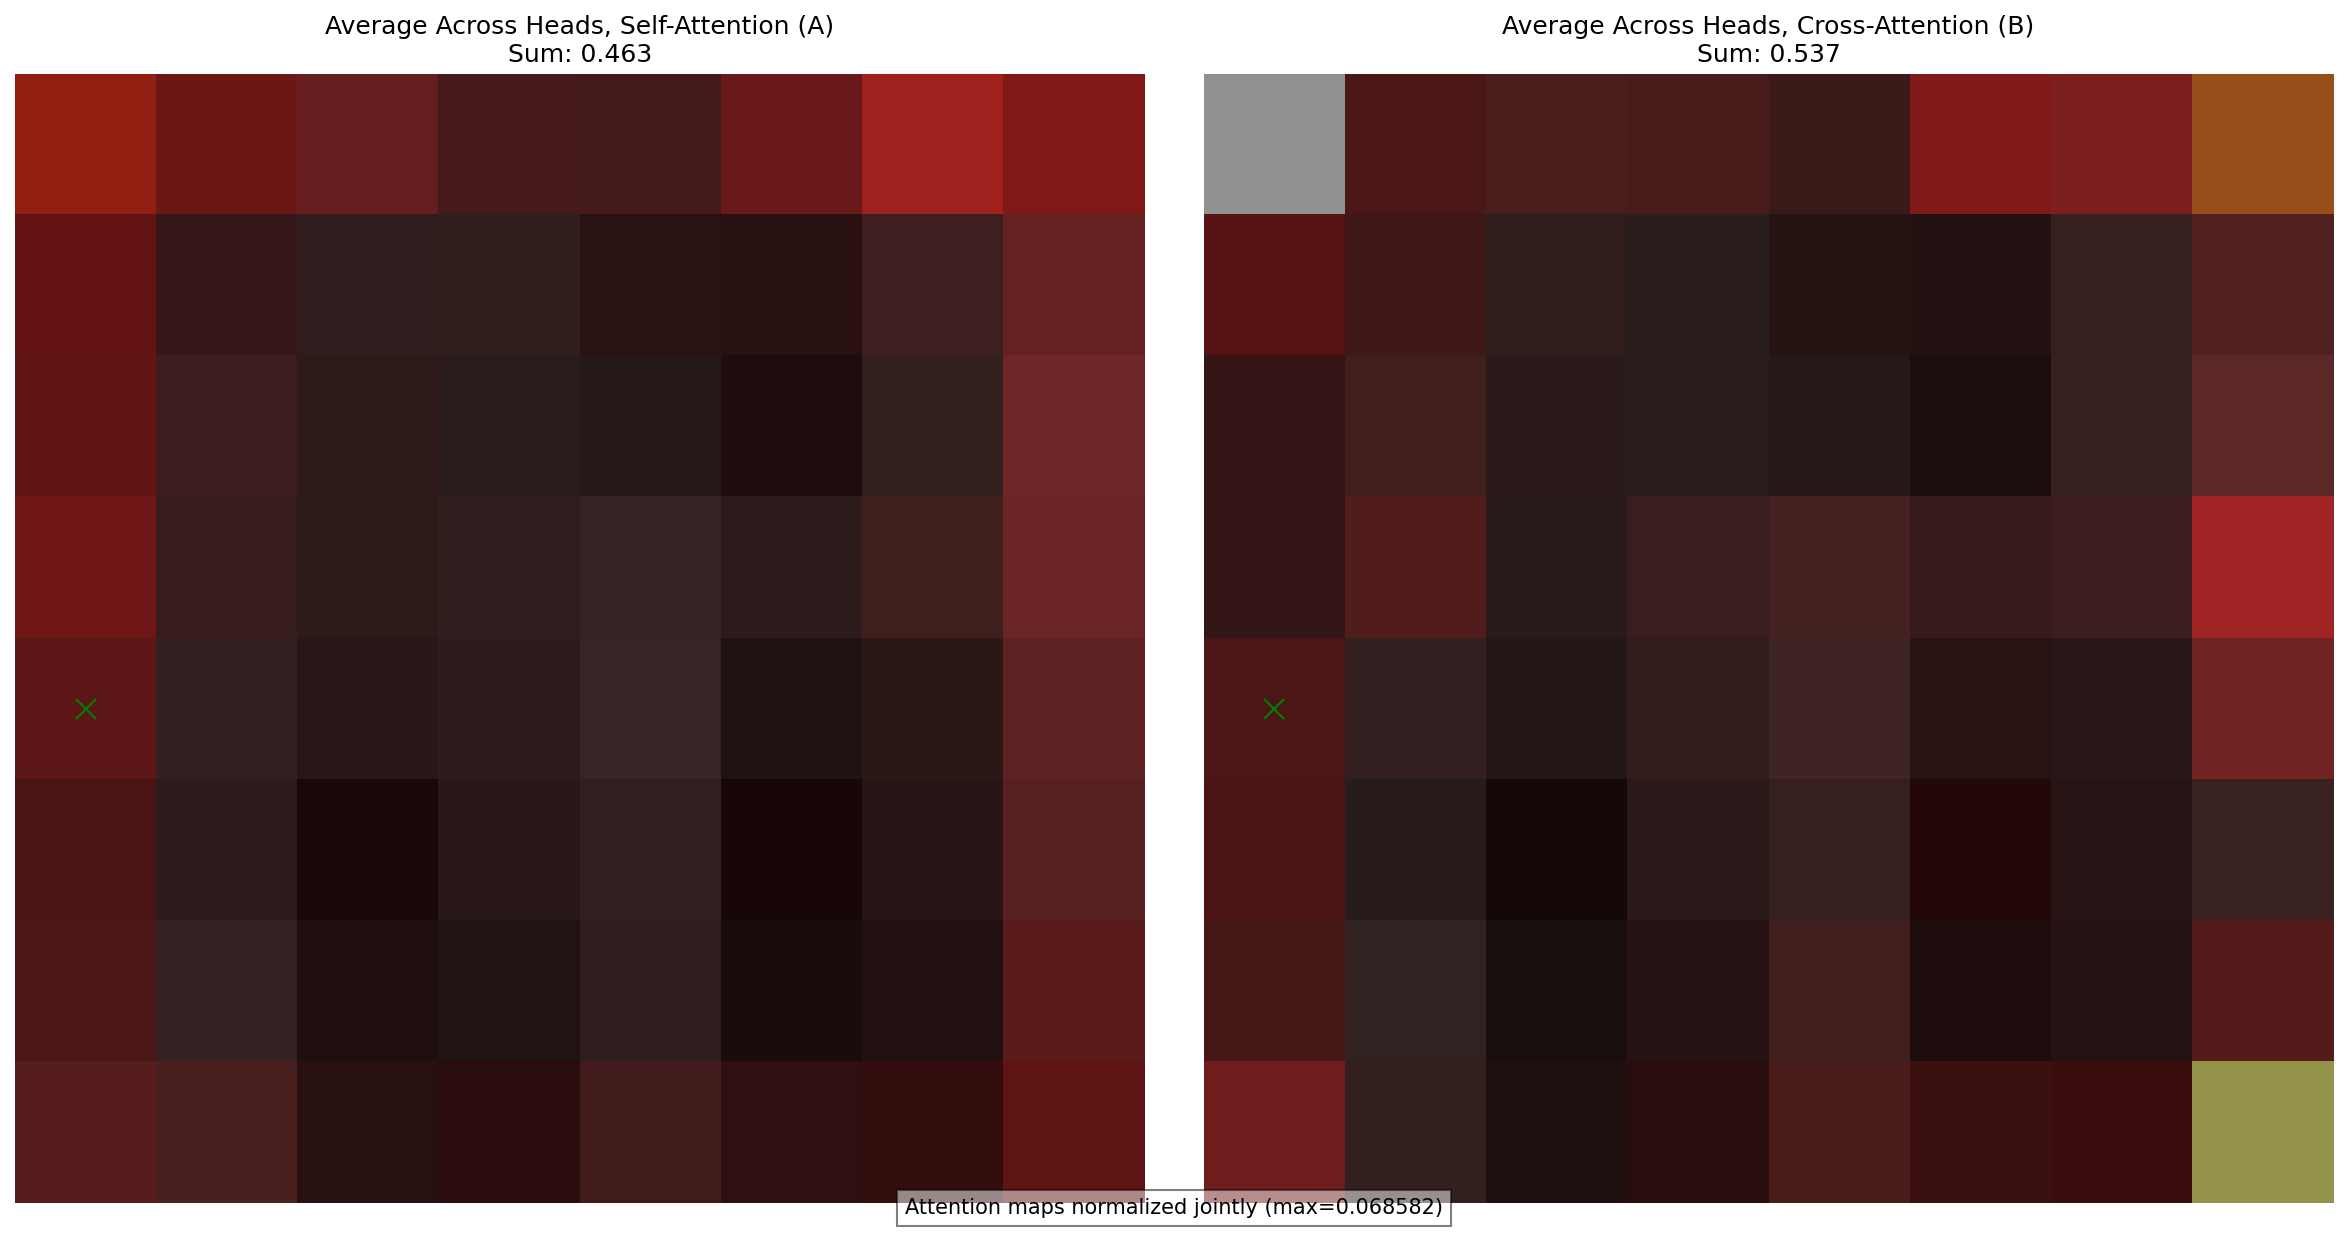 Average Across Heads, Self-Attention (A)
Sum: 0.463
Average Across Heads, Cross-Attention (B)
Sum: 0.537
Attention maps normalized jointly (max=0.068582)